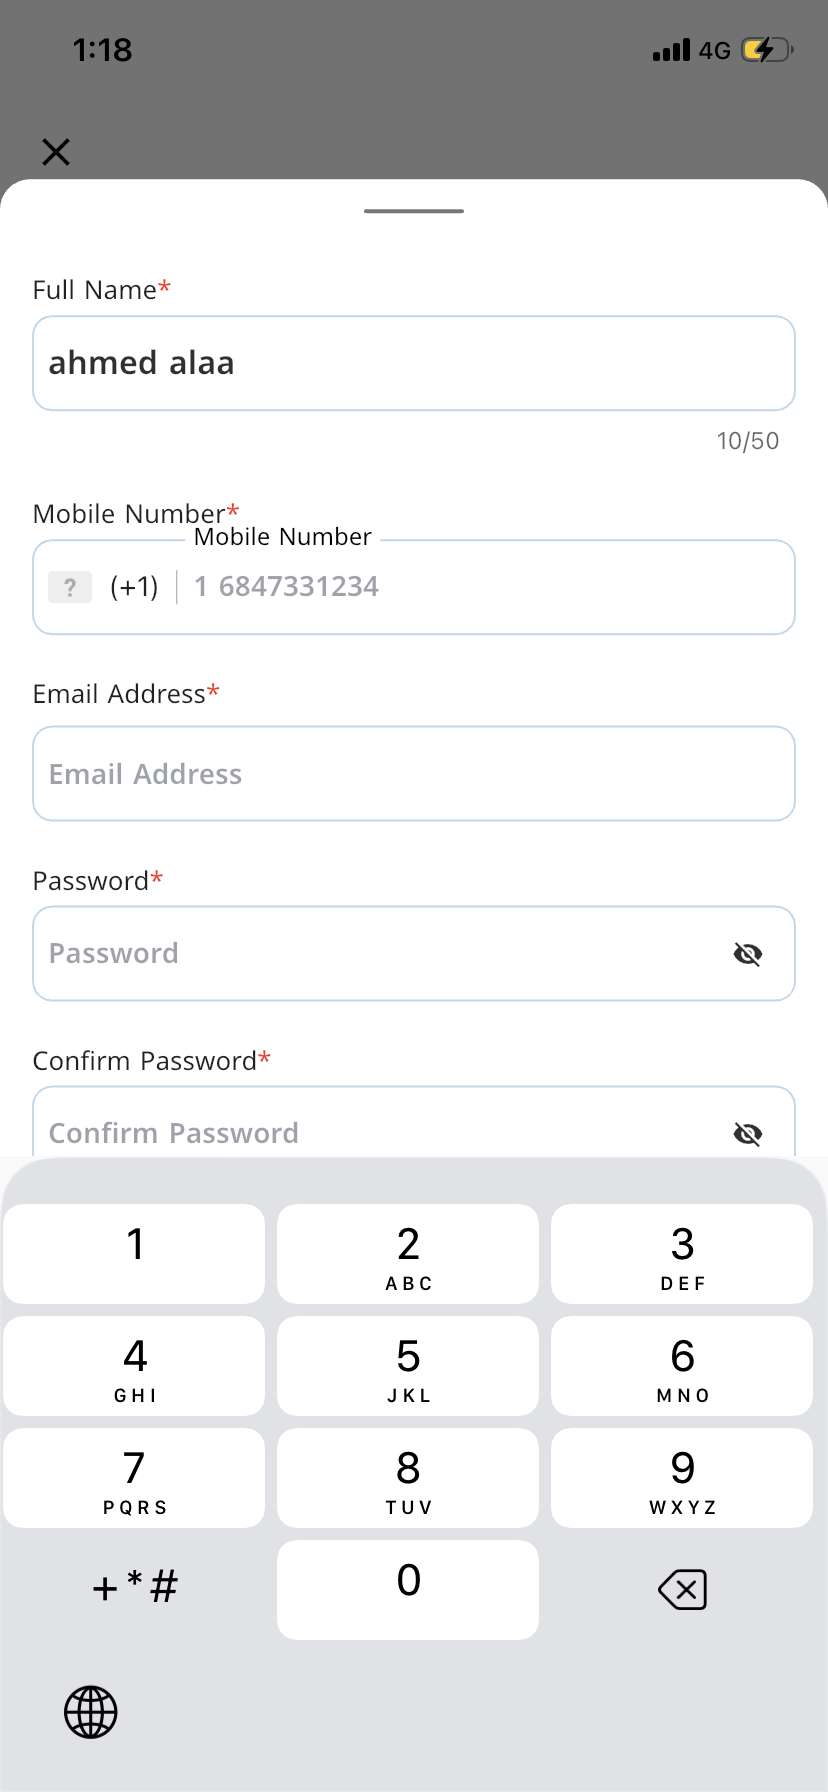 1:18
4G
Full Name*
ahmed alaa
10/50
Mobile Number*
Mobile Number
? (+1) 1 6847331234
Email Address*
Email Address
Password*
Password
Confirm Password*
Confirm Password
1 2 3
ABC DEF
4 5 6
GHI JKL MNO
7 8 9
PQRS TUV WXYZ
+*# 0